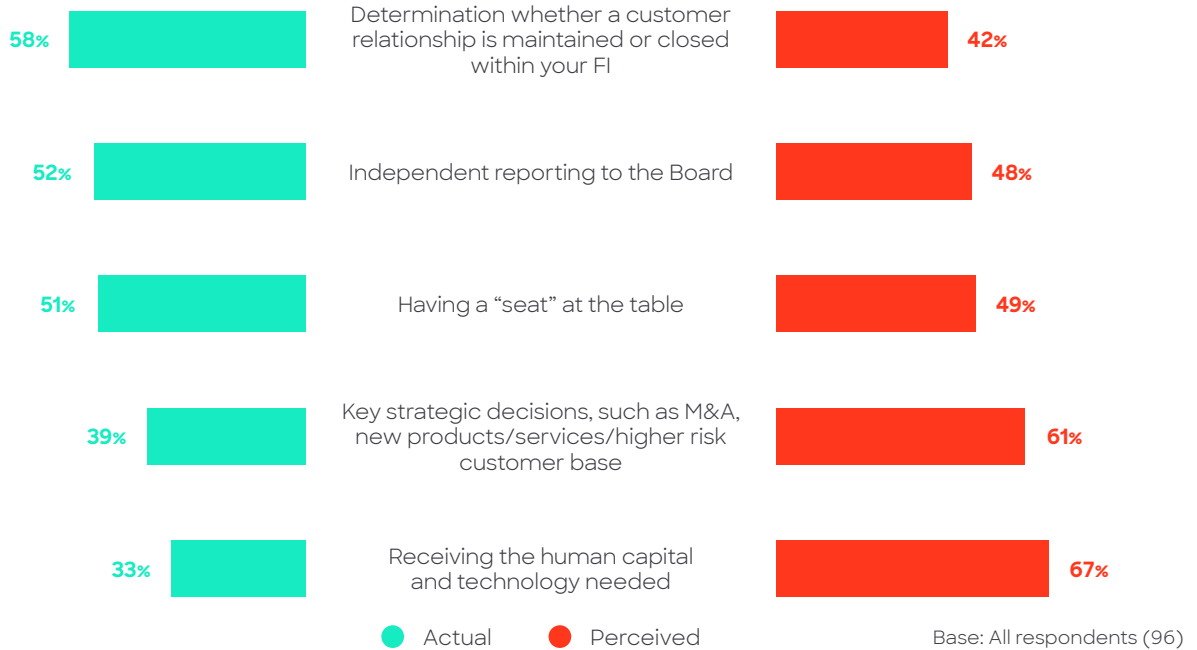 58%
Determination whether a customer
relationship is maintained or closed
within your FI
42%
52%
Independent reporting to the Board
48%
51%
Having a “seat” at the table
49%
39%
Key strategic decisions, such as M&A,
new products/services/higher risk
customer base
61%
33%
Receiving the human capital
and technology needed
67%
Actual
Perceived
Base: All respondents (96)